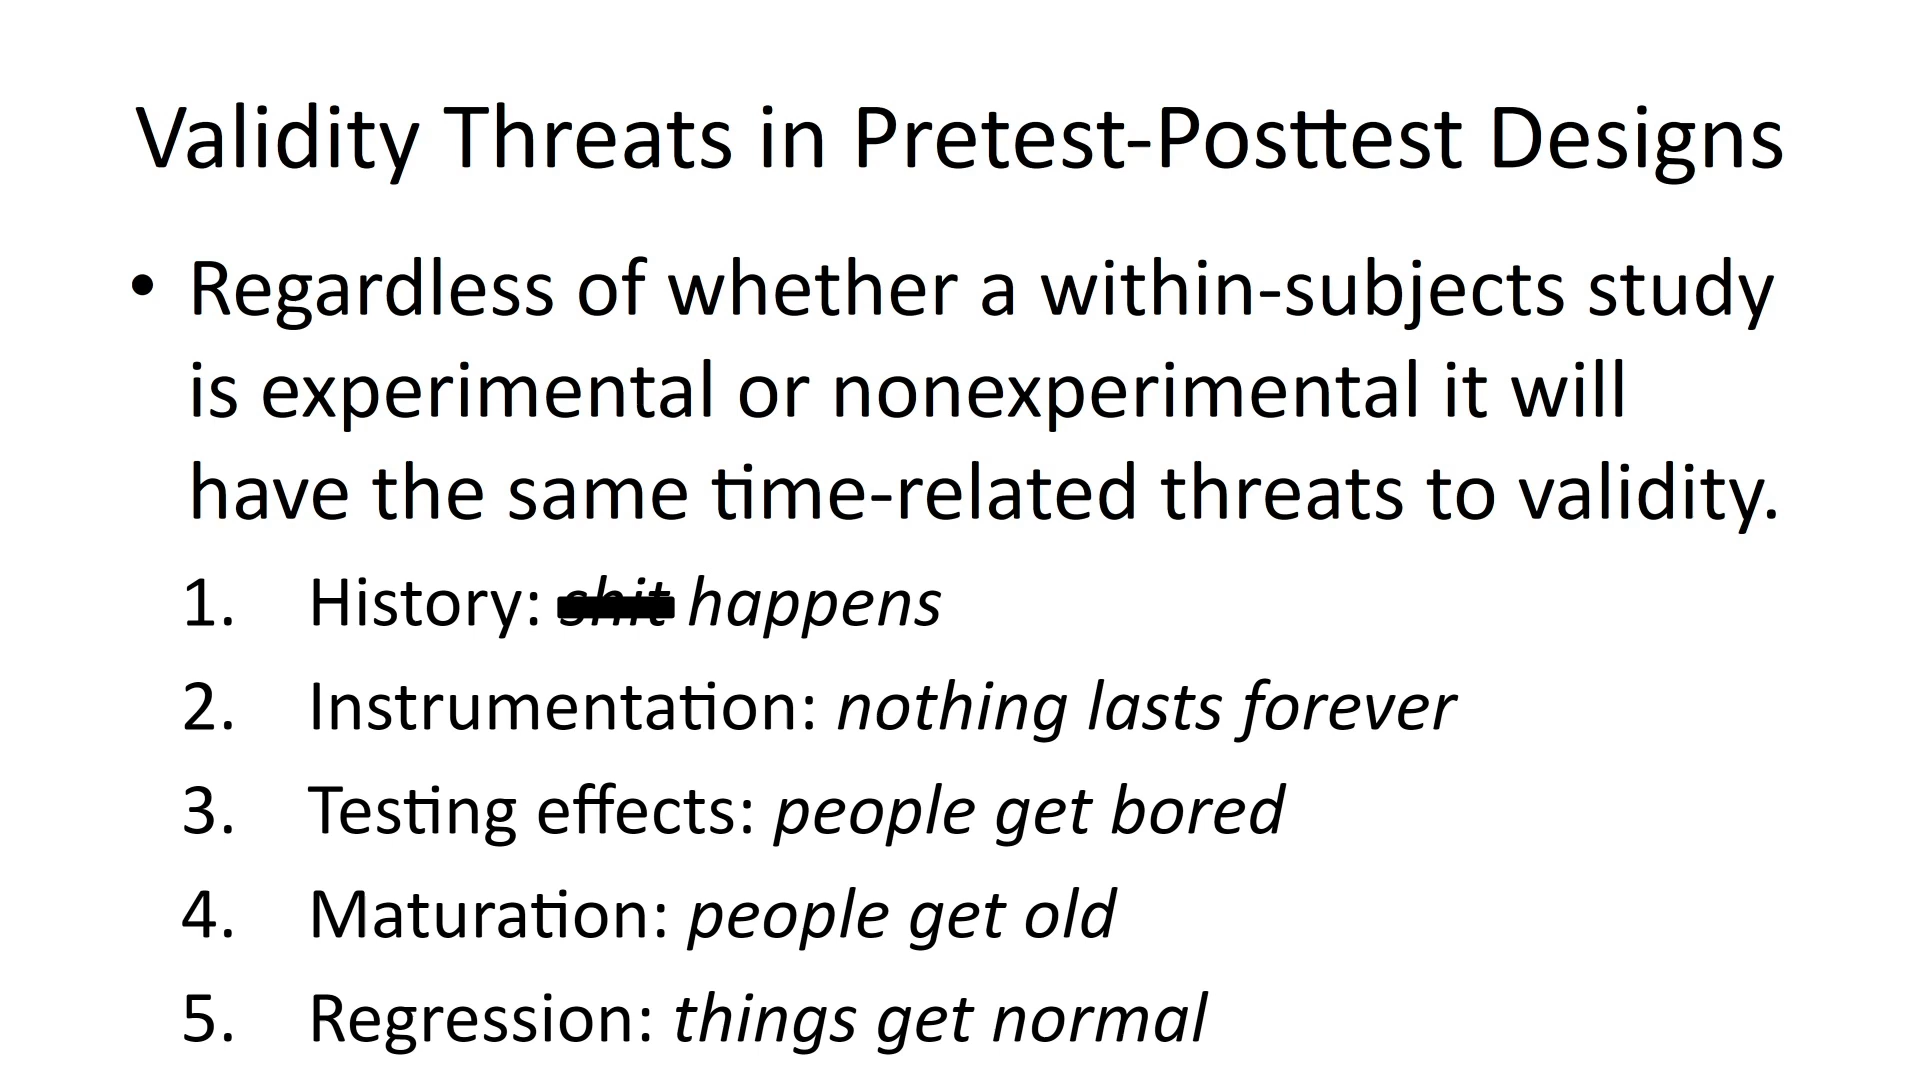 Validity Threats in Pretest-Posttest Designs
• Regardless of whether a within-subjects study
is experimental or nonexperimental it will
have the same time-related threats to validity.
1. History: shit happens
2. Instrumentation: nothing lasts forever
3. Testing effects: people get bored
4. Maturation: people get old
5. Regression: things get normal